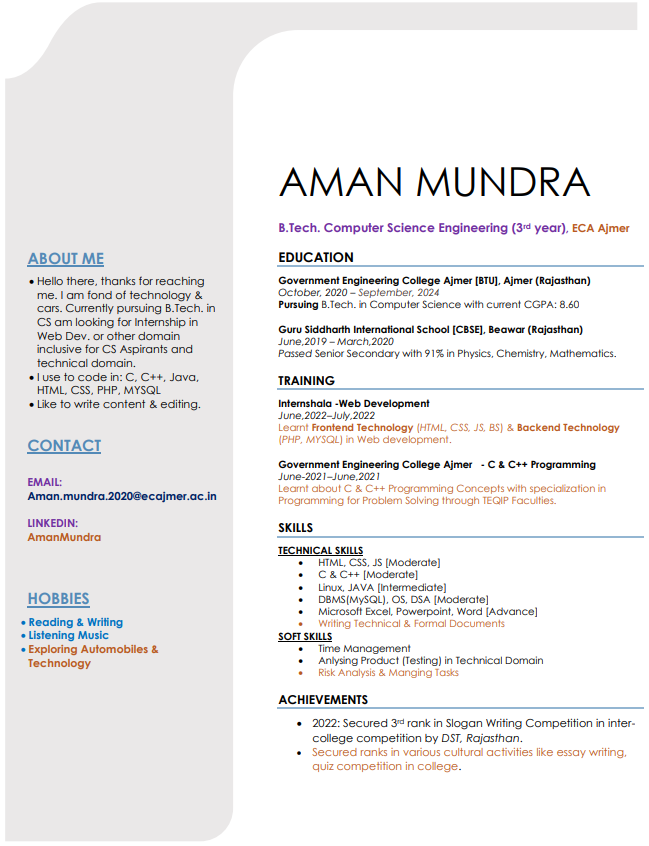 AMAN MUNDRA
B.Tech. Computer Science Engineering (3rd year), ECA Ajmer
ABOUT ME
• Hello there, thanks for reaching
me. I am fond of technology &
cars. Currently pursuing B.Tech. in
CS am looking for Internship in
Web Dev. or other domain
inclusive for CS Aspirants and
technical domain.
• I use to code in: C, C++, Java,
HTML, CSS, PHP, MYSQL
• Like to write content & editing.
CONTACT
EMAIL:
Aman.mundra.2020@ecajmer.ac.in
LINKEDIN:
AmanMundra
HOBBIES
• Reading & Writing
• Listening Music
• Exploring Automobiles &
Technology
EDUCATION
Government Engineering College Ajmer [BTU], Ajmer (Rajasthan)
October, 2020 – September, 2024
Pursuing B.Tech. in Computer Science with current CGPA: 8.60
Guru Siddharth International School [CBSE], Beawar (Rajasthan)
June,2019 – March,2020
Passed Senior Secondary with 91% in Physics, Chemistry, Mathematics.
TRAINING
Internshala -Web Development
June,2022–July,2022
Learnt Frontend Technology (HTML, CSS, JS, BS) & Backend Technology
(PHP, MYSQL) in Web development.
Government Engineering College Ajmer - C & C++ Programming
June-2021–June,2021
Learnt about C & C++ Programming Concepts with specialization in
Programming for Problem Solving through TEQIP Faculties.
SKILLS
TECHNICAL SKILLS
• HTML, CSS, JS [Moderate]
• C & C++ [Moderate]
• Linux, JAVA [Intermediate]
• DBMS(MySQL), OS, DSA [Moderate]
• Microsoft Excel, Powerpoint, Word [Advance]
• Writing Technical & Formal Documents
SOFT SKILLS
• Time Management
• Anlysing Product (Testing) in Technical Domain
• Risk Analysis & Manging Tasks
ACHIEVEMENTS
• 2022: Secured 3rd rank in Slogan Writing Competition in inter-
college competition by DST, Rajasthan.
• Secured ranks in various cultural activities like essay writing,
quiz competition in college.